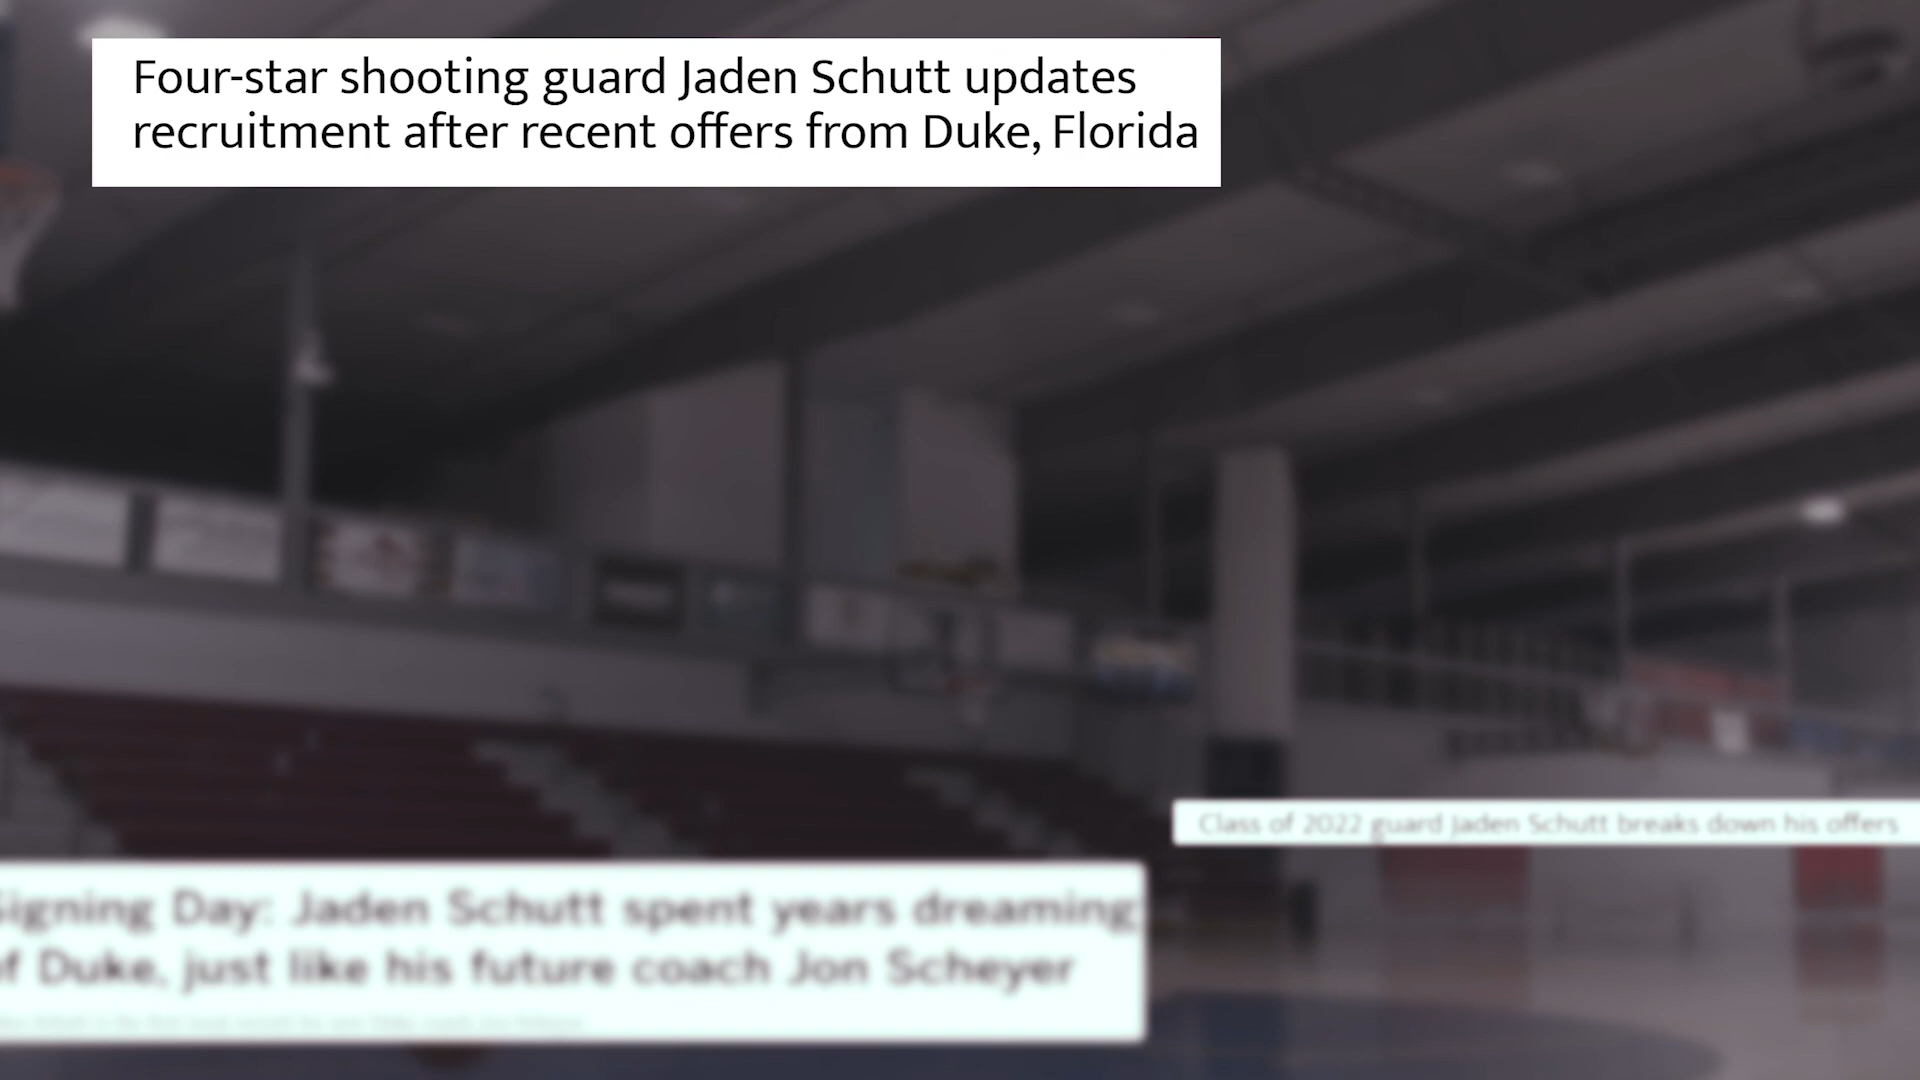 Four-star shooting guard Jaden Schutt updates
recruitment after recent offers from Duke, Florida
Class of 2022 guard Jaden Schutt breaks down his offers
Signing Day: Jaden Schutt spent years dreaming
of Duke, just like his future coach Jon Scheyer